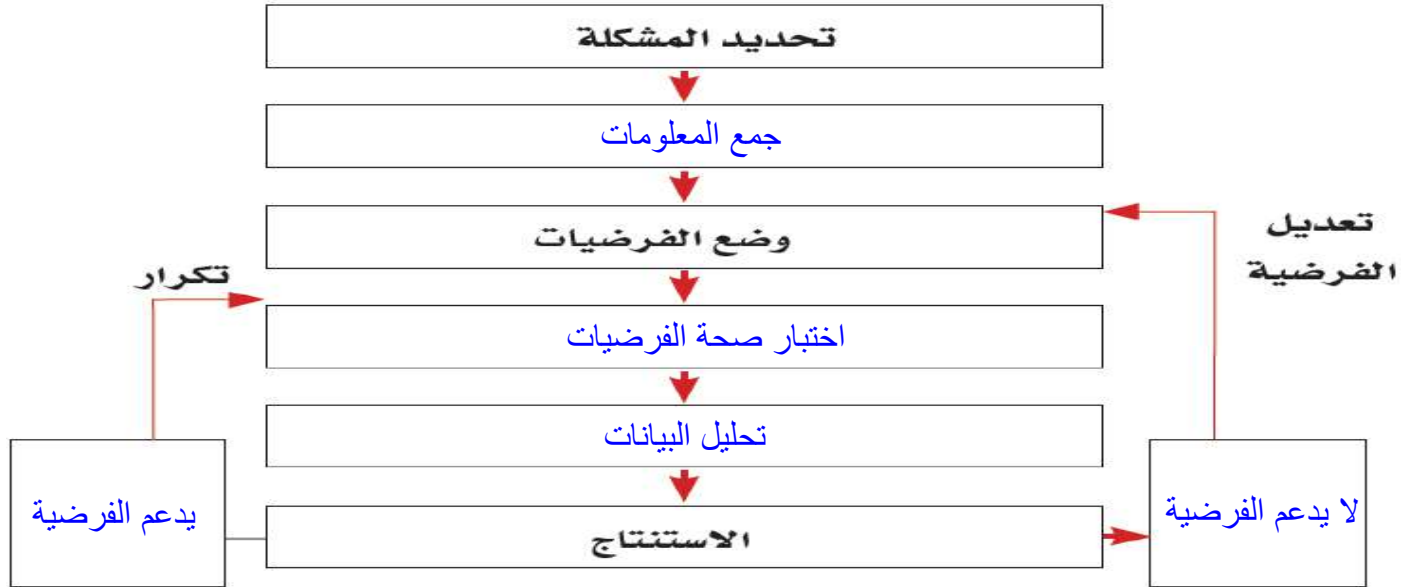 تحديد المشكلة
جمع المعلومات
وضع الفرضيات
تعديل
الفرضية
تكرار
اختبار صحة الفرضيات
تحليل البيانات
لا يدعم الفرضية
يدعم الفرضية
الاستنتاج